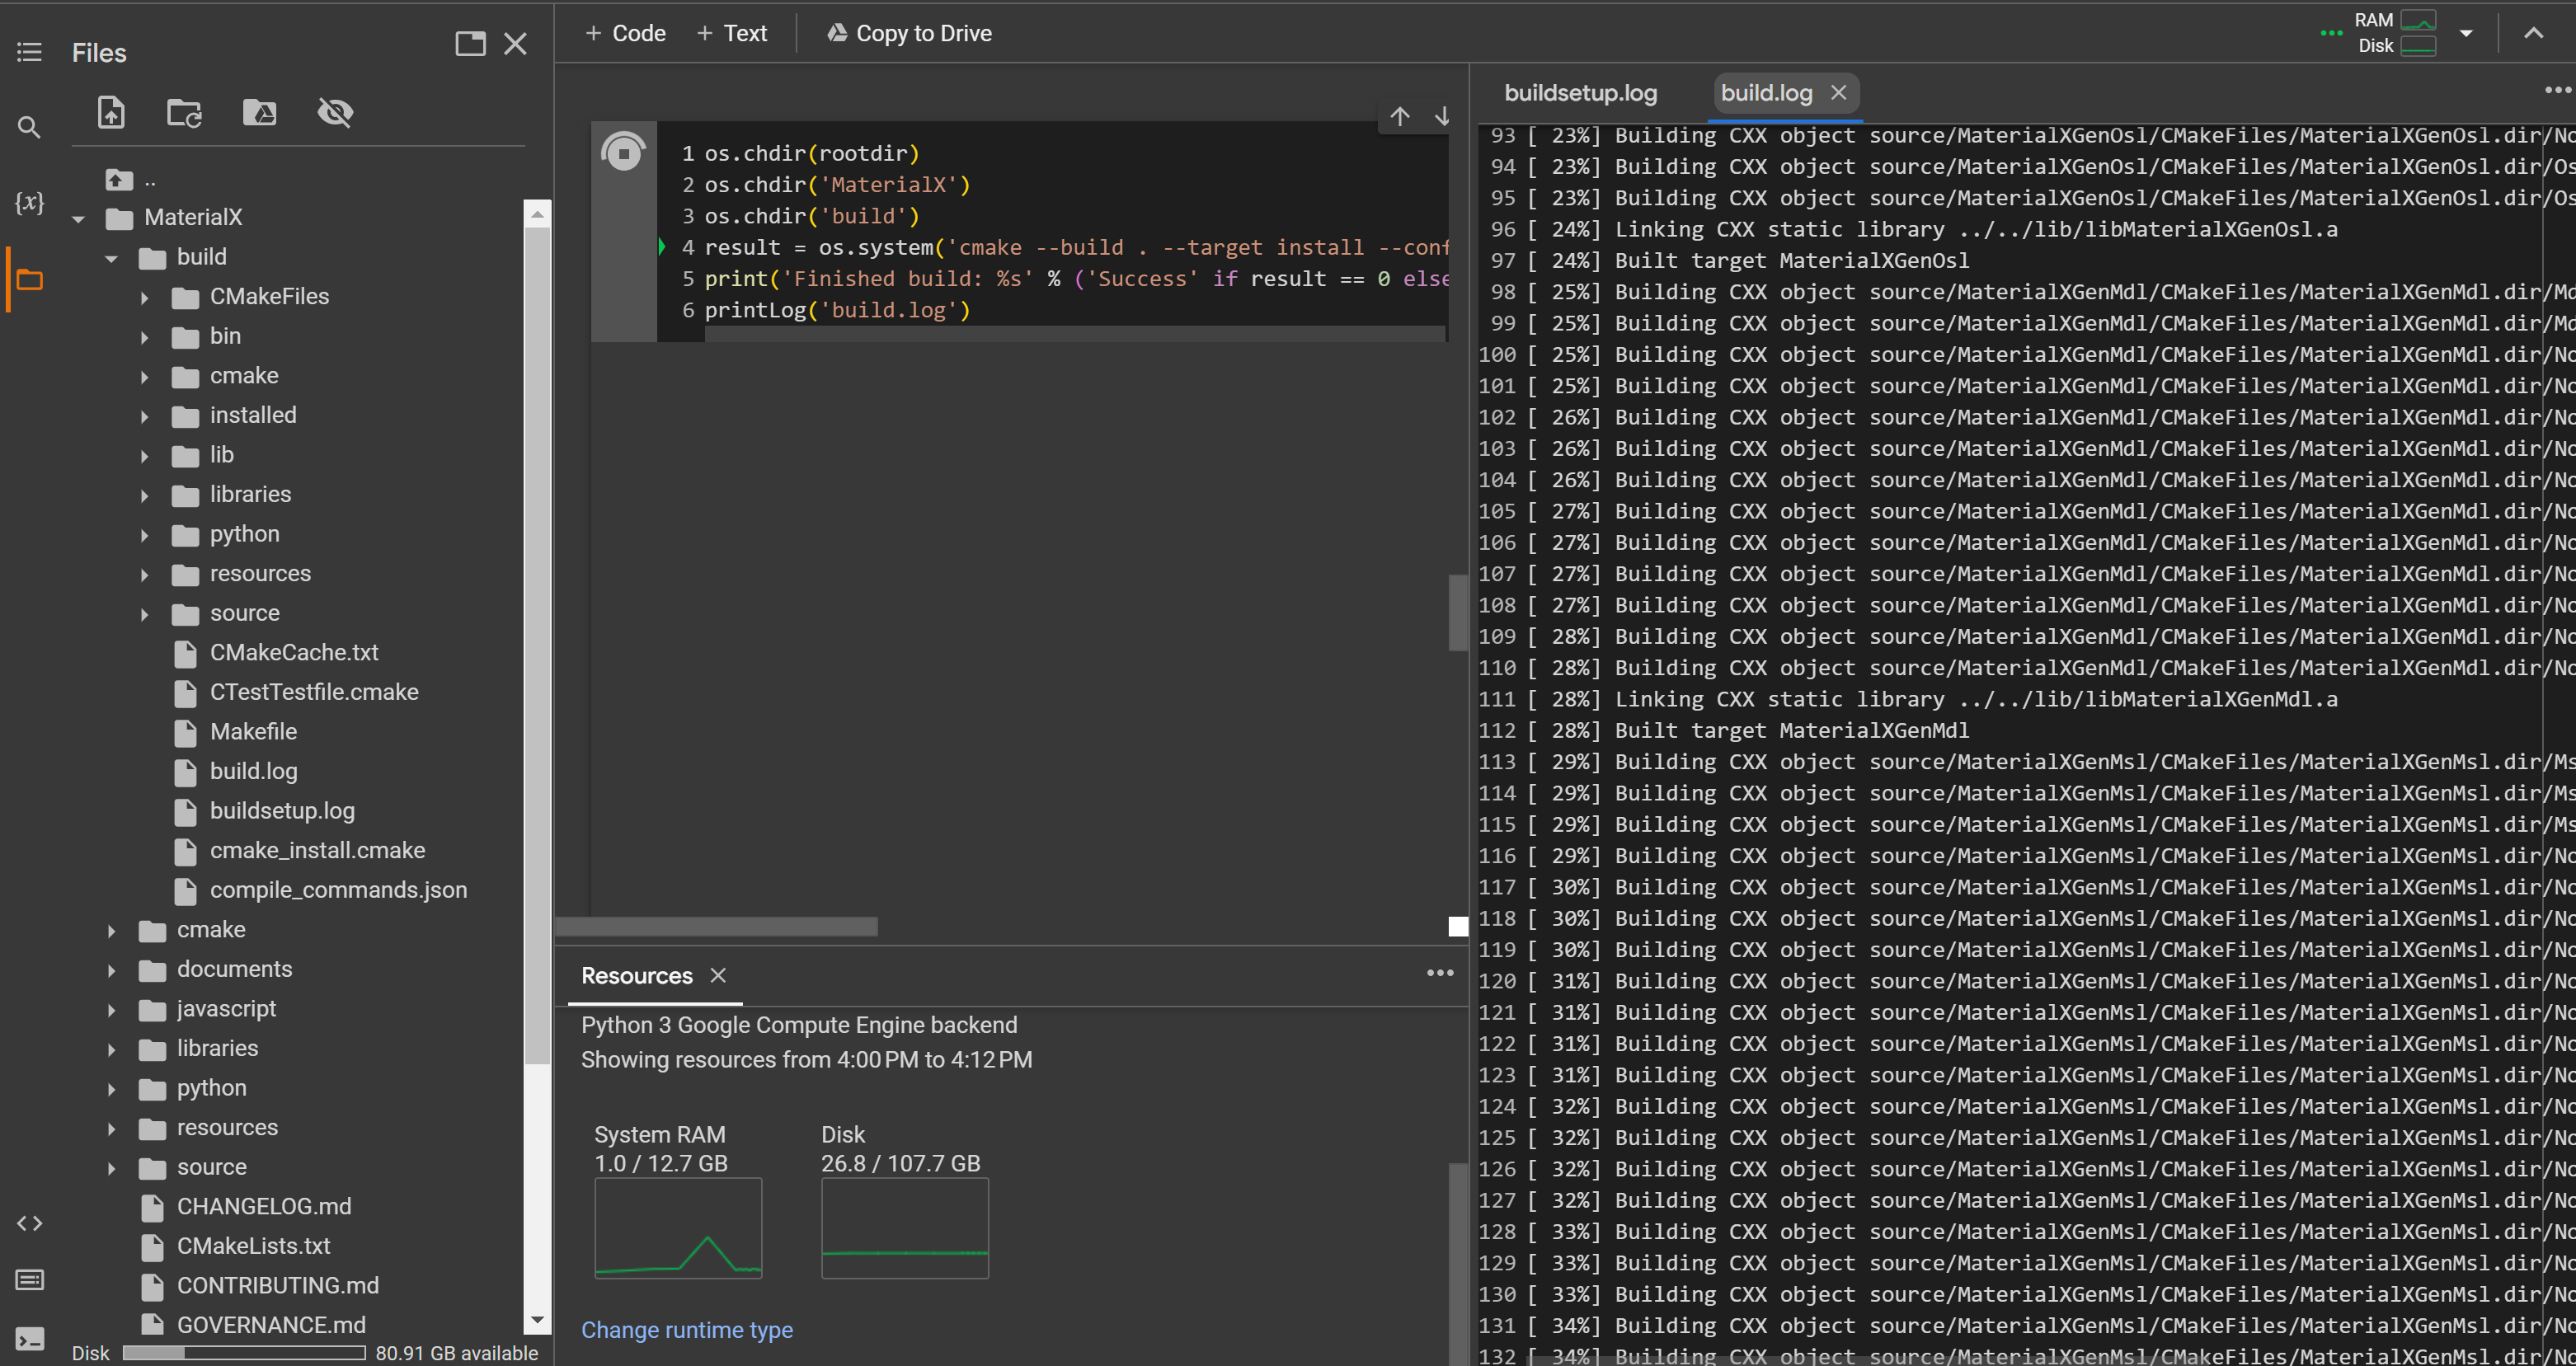 Files
..
MaterialX
build
CMakeFiles
bin
cmake
installed
lib
libraries
python
resources
source
CMakeCache.txt
CTestTestfile.cmake
Makefile
build.log
buildsetup.log
cmake_install.cmake
compile_commands.json
cmake
documents
javascript
libraries
python
resources
source
CHANGELOG.md
CMakeLists.txt
CONTRIBUTING.md
GOVERNANCE.md
Disk 80.91 GB available
+ Code + Text Copy to Drive
RAM
Disk
1 os.chdir(rootdir)
2 os.chdir('MaterialX')
3 os.chdir('build')
4 result = os.system('cmake --build . --target install --conf
5 print('Finished build: %s' % ('Success' if result == 0 else
6 printLog('build.log')
Resources
Python 3 Google Compute Engine backend
Showing resources from 4:00 PM to 4:12 PM
System RAM
1.0 / 12.7 GB
Disk
26.8 / 107.7 GB
Change runtime type
buildsetup.log build.log
93 [ 23%] Building CXX object source/MaterialXGenOsl/CMakeFiles/MaterialXGenOsl.dir/No
94 [ 23%] Building CXX object source/MaterialXGenOsl/CMakeFiles/MaterialXGenOsl.dir/Os
95 [ 23%] Building CXX object source/MaterialXGenOsl/CMakeFiles/MaterialXGenOsl.dir/Os
96 [ 24%] Linking CXX static library ../../lib/libMaterialXGenOsl.a
97 [ 24%] Built target MaterialXGenOsl
98 [ 25%] Building CXX object source/MaterialXGenMdl/CMakeFiles/MaterialXGenMdl.dir/Md
99 [ 25%] Building CXX object source/MaterialXGenMdl/CMakeFiles/MaterialXGenMdl.dir/Md
100 [ 25%] Building CXX object source/MaterialXGenMdl/CMakeFiles/MaterialXGenMdl.dir/No
101 [ 25%] Building CXX object source/MaterialXGenMdl/CMakeFiles/MaterialXGenMdl.dir/No
102 [ 26%] Building CXX object source/MaterialXGenMdl/CMakeFiles/MaterialXGenMdl.dir/No
103 [ 26%] Building CXX object source/MaterialXGenMdl/CMakeFiles/MaterialXGenMdl.dir/No
104 [ 26%] Building CXX object source/MaterialXGenMdl/CMakeFiles/MaterialXGenMdl.dir/No
105 [ 27%] Building CXX object source/MaterialXGenMdl/CMakeFiles/MaterialXGenMdl.dir/No
106 [ 27%] Building CXX object source/MaterialXGenMdl/CMakeFiles/MaterialXGenMdl.dir/No
107 [ 27%] Building CXX object source/MaterialXGenMdl/CMakeFiles/MaterialXGenMdl.dir/No
108 [ 27%] Building CXX object source/MaterialXGenMdl/CMakeFiles/MaterialXGenMdl.dir/No
109 [ 28%] Building CXX object source/MaterialXGenMdl/CMakeFiles/MaterialXGenMdl.dir/No
110 [ 28%] Building CXX object source/MaterialXGenMdl/CMakeFiles/MaterialXGenMdl.dir/No
111 [ 28%] Linking CXX static library ../../lib/libMaterialXGenMdl.a
112 [ 28%] Built target MaterialXGenMdl
113 [ 29%] Building CXX object source/MaterialXGenMsl/CMakeFiles/MaterialXGenMsl.dir/Ms
114 [ 29%] Building CXX object source/MaterialXGenMsl/CMakeFiles/MaterialXGenMsl.dir/Ms
115 [ 29%] Building CXX object source/MaterialXGenMsl/CMakeFiles/MaterialXGenMsl.dir/Ms
116 [ 29%] Building CXX object source/MaterialXGenMsl/CMakeFiles/MaterialXGenMsl.dir/No
117 [ 30%] Building CXX object source/MaterialXGenMsl/CMakeFiles/MaterialXGenMsl.dir/No
118 [ 30%] Building CXX object source/MaterialXGenMsl/CMakeFiles/MaterialXGenMsl.dir/No
119 [ 30%] Building CXX object source/MaterialXGenMsl/CMakeFiles/MaterialXGenMsl.dir/No
120 [ 31%] Building CXX object source/MaterialXGenMsl/CMakeFiles/MaterialXGenMsl.dir/No
121 [ 31%] Building CXX object source/MaterialXGenMsl/CMakeFiles/MaterialXGenMsl.dir/No
122 [ 31%] Building CXX object source/MaterialXGenMsl/CMakeFiles/MaterialXGenMsl.dir/No
123 [ 31%] Building CXX object source/MaterialXGenMsl/CMakeFiles/MaterialXGenMsl.dir/No
124 [ 32%] Building CXX object source/MaterialXGenMsl/CMakeFiles/MaterialXGenMsl.dir/No
125 [ 32%] Building CXX object source/MaterialXGenMsl/CMakeFiles/MaterialXGenMsl.dir/No
126 [ 32%] Building CXX object source/MaterialXGenMsl/CMakeFiles/MaterialXGenMsl.dir/No
127 [ 32%] Building CXX object source/MaterialXGenMsl/CMakeFiles/MaterialXGenMsl.dir/No
128 [ 33%] Building CXX object source/MaterialXGenMsl/CMakeFiles/MaterialXGenMsl.dir/No
129 [ 33%] Building CXX object source/MaterialXGenMsl/CMakeFiles/MaterialXGenMsl.dir/No
130 [ 33%] Building CXX object source/MaterialXGenMsl/CMakeFiles/MaterialXGenMsl.dir/No
131 [ 34%] Building CXX object source/MaterialXGenMsl/CMakeFiles/MaterialXGenMsl.dir/No
132 [ 34%] Building CXX object source/MaterialXGenMsl/CMakeFiles/MaterialXGenMsl.dir/No